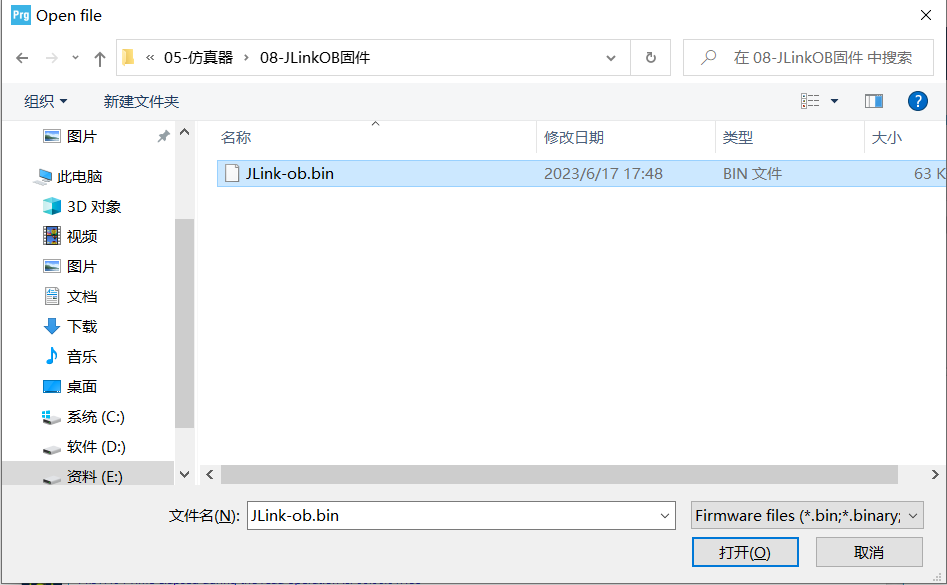 Prg Open file
« 05-仿真器 › 08-JLinkOB固件
在 08-JLinkOB固件 中搜索
组织 新建文件夹
?
图片
此电脑
3D 对象
视频
图片
文档
下载
音乐
桌面
系统 (C:)
软件 (D:)
资料 (E:)
名称 修改日期 类型 大小
JLink-ob.bin 2023/6/17 17:48 BIN 文件 63 K
文件名(N): JLink-ob.bin Firmware files (*.bin;*.binary;
打开(O) 取消